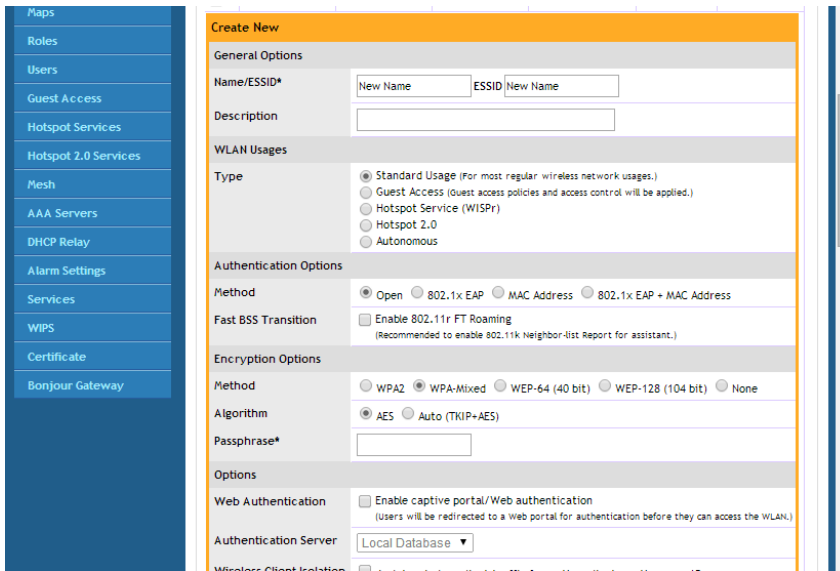 Maps
Roles
Users
Guest Access
Hotspot Services
Hotspot 2.0 Services
Mesh
AAA Servers
DHCP Relay
Alarm Settings
Services
WIPS
Certificate
Bonjour Gateway
Create New
General Options
Name/ESSID* New Name ESSID New Name
Description
WLAN Usages
Type Standard Usage (For most regular wireless network usages.)
Guest Access (Guest access policies and access control will be applied.)
Hotspot Service (WISPr)
Hotspot 2.0
Autonomous
Authentication Options
Method Open 802.1x EAP MAC Address 802.1x EAP + MAC Address
Fast BSS Transition Enable 802.11r FT Roaming
(Recommended to enable 802.11k Neighbor-list Report for assistant.)
Encryption Options
Method WPA2 WPA-Mixed WEP-64 (40 bit) WEP-128 (104 bit) None
Algorithm AES Auto (TKIP+AES)
Passphrase*
Options
Web Authentication Enable captive portal/Web authentication
(Users will be redirected to a Web portal for authentication before they can access the WLAN.)
Authentication Server Local Database
Wireless Client Isolation